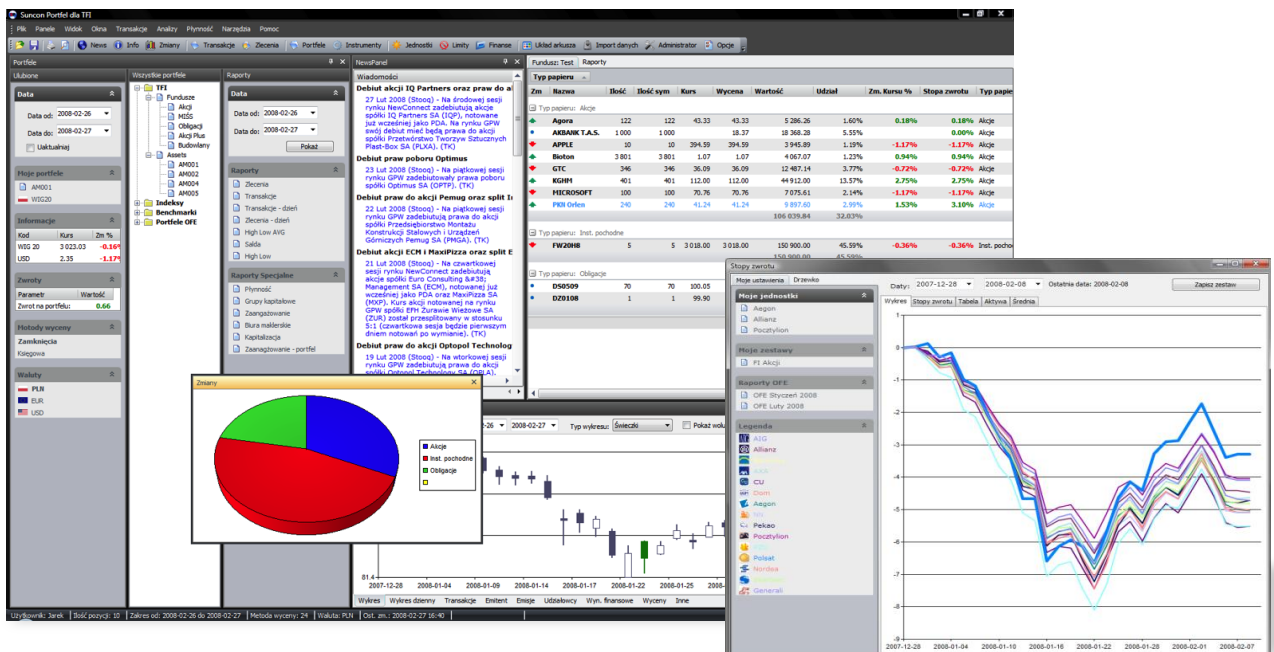 Suncon Portfel dla TFI
Plik Panele Widok Okna Transakcje Analizy Płynność Narzędzia Pomoc
News Info Zmiany Transakcje Zlecenia Portfele Instrumenty Jednostki Limity Finanse Układ arkusza Import danych Administrator Opcje
Portfele
Ulubione
Data
Data od: 2008-02-26
Data do: 2008-02-27
Uaktualniaj
Moje portfele
AM001
WIG20
Informacje
Kod Kurs Zm %
WIG 20 3 023.03 -0.16%
USD 2.35 -1.17%
Zwroty
Parametr Wartość
Zwrot na portfelu: 0.66
Metody wyceny
Zamknięcia
Księgowa
Waluty
PLN
EUR
USD
Wszystkie portfele
TFI
Fundusze
Akcji
MIŚS
Obligacji
Akcji Plus
Budowlany
Assets
AM001
AM002
AM004
AM005
Indeksy
Benchmarki
Portfele OFE
Raporty
Data
Data od: 2008-02-26
Data do: 2008-02-27
Pokaż
Raporty
Zlecenia
Transakcje
Transakcje - dzień
Zlecenia - dzień
High Low AVG
Salda
High Low
Raporty Specjalne
Płynność
Grupy kapitałowe
Zaangażowanie
Biura maklerskie
Kapitalizacja
Zaanagżowanie - portfel
NewsPanel
Wiadomości
Debiut akcji IQ Partners oraz praw do al
27 Lut 2008 (Stooq) - Na środowej sesji
rynku NewConnect zadebiutują akcje
spółki IQ Partners SA (IQP), notowane
już wcześniej jako PDA. Na rynku GPW
swój debiut mieć będą prawa do akcji
spółki Przetwórstwo Tworzyw Sztucznych
Plast-Box SA (PLXA). (TK)
Debiut praw poboru Optimus
23 Lut 2008 (Stooq) - Na piątkowej sesji
rynku GPW zadebiutowały prawa poboru
spółki Optimus SA (OPTP). (TK)
Debiut praw do akcji Pemug oraz split In
22 Lut 2008 (Stooq) - Na piątkowej sesji
rynku GPW zadebiutują prawa do akcji
spółki Przedsiębiorstwo Montażu
Konstrukcji Stalowych i Urządzeń
Górniczych Pemug SA (PMGA). (TK)
Debiut akcji ECM i MaxiPizza oraz split E
21 Lut 2008 (Stooq) - Na czwartkowej
sesji rynku NewConnect zadebiutują
akcje spółki Euro Consulting &#38;
Management SA (ECM), notowanej już
wcześniej jako PDA oraz MaxiPizza SA
(MXP). Kurs akcji notowanej na rynku
GPW spółki EFH Żurawie Wieżowe SA
(ZUR) został przesplitowany w stosunku
5:1 (czwartkowa sesja będzie pierwszym
dniem notowań po wymianie). (TK)
Debiut praw do akcji Optopol Technolog
19 Lut 2008 (Stooq) - Na wtorkowej sesji
rynku GPW zadebiutują prawa do akcji
spółki Optopol Technology SA (OPLA).
Fundusz: Test Raporty
Typ papieru
Zm Nazwa Ilość Ilość sym Kurs Wycena Wartość Udział Zm. Kursu % Stopa zwrotu Typ papie
Typ papieru: Akcje
Agora 122 122 43.33 43.33 5 286.26 1.60% 0.18% 0.18% Akcje
AKBANK T.A.S. 1 000 1 000 18.37 18 368.28 5.55% 0.00% Akcje
APPLE 10 10 394.59 394.59 3 945.89 1.19% -1.17% -1.17% Akcje
Bioton 3 801 3 801 1.07 1.07 4 067.07 1.23% 0.94% 0.94% Akcje
GTC 346 346 36.09 36.09 12 487.14 3.77% -0.72% -0.72% Akcje
KGHM 401 401 112.00 112.00 44 912.00 13.57% 2.75% 2.75% Akcje
MICROSOFT 100 100 70.76 70.76 7 075.61 2.14% -1.17% -1.17% Akcje
PKN Orlen 240 240 41.24 41.24 9 897.60 2.99% 1.53% 3.10% Akcje
106 039.84 32.03%
Typ papieru: Inst. pochodne
FW20H8 5 5 3 018.00 3 018.00 150 900.00 45.59% -0.36% -0.36% Inst. pocho
150 900.00 45.59%
Typ papieru: Obligacje
DS0509 70 70 100.05
DZ0108 1 1 99.90
Zmiany
Akcje
Inst. pochodne
Obligacje
2-26 2008-02-27 Typ wykresu: Świeczki Pokaż wolu
81.4
2007-12-28 2008-01-04 2008-01-09 2008-01-14 2008-01-17 2008-01-22 2008-01-25 2008-
Wykres Wykres dzienny Transakcje Emitent Emisje Udziałowcy Wyn. finansowe Wyceny Inne
Użytkownik: Jarek Ilość pozycji: 10 Zakres od: 2008-02-26 do 2008-02-27 Metoda wyceny: 24 Waluta: PLN Ost. zm.: 2008-02-27 16:40
Stopy zwrotu
Moje ustawienia Drzewko
Moje jednostki
Aegon
Allianz
Pocztylion
Moje zestawy
FI Akcji
Raporty OFE
OFE Styczeń 2008
OFE Luty 2008
Legenda
AIG
Allianz
AXA
CU
Dom
Aegon
NN
Pekao
Pocztylion
Polsat
Nordea
Generali
Daty: 2007-12-28 2008-02-08 Ostatnia data: 2008-02-08 Zapisz zestaw
Wykres Stopy zwrotu Tabela Aktywa Średnia
1
0
-1
-2
-3
-4
-5
-6
-7
-8
-9
2007-12-28 2008-01-04 2008-01-10 2008-01-16 2008-01-22 2008-01-28 2008-02-01 2008-02-07